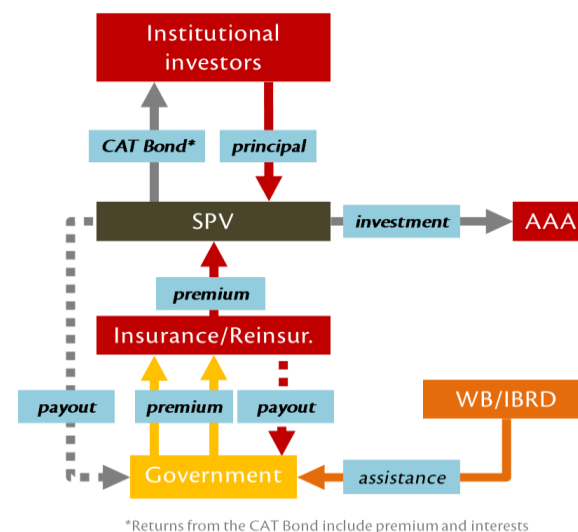 Institutional
investors
CAT Bond*
principal
SPV
investment
AAA
premium
Insurance/Reinsur.
payout
premium
payout
WB/IBRD
Government
assistance
*Returns from the CAT Bond include premium and interests